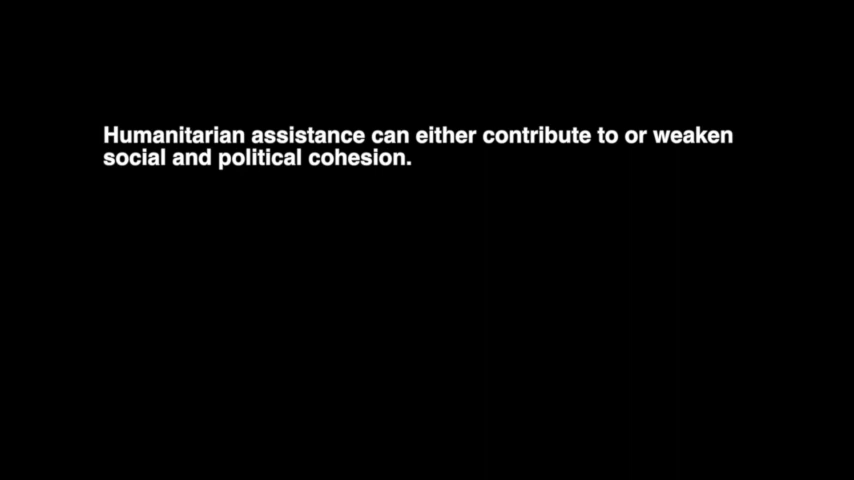 Humanitarian assistance can either contribute to or weaken
social and political cohesion.